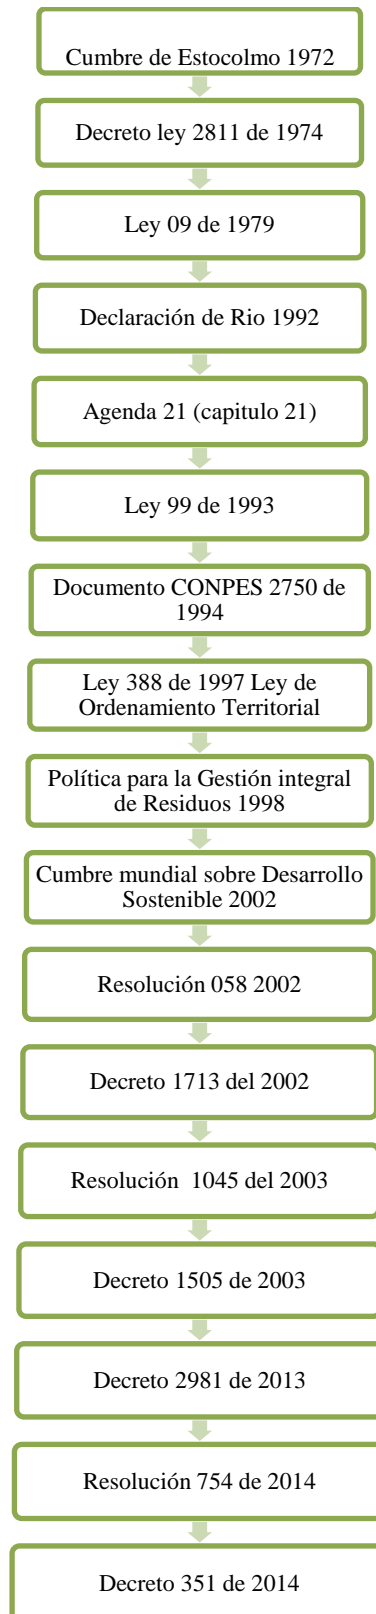 Cumbre de Estocolmo 1972
Decreto ley 2811 de 1974
Ley 09 de 1979
Declaración de Rio 1992
Agenda 21 (capitulo 21)
Ley 99 de 1993
Documento CONPES 2750 de
1994
Ley 388 de 1997 Ley de
Ordenamiento Territorial
Política para la Gestión integral
de Residuos 1998
Cumbre mundial sobre Desarrollo
Sostenible 2002
Resolución 058 2002
Decreto 1713 del 2002
Resolución 1045 del 2003
Decreto 1505 de 2003
Decreto 2981 de 2013
Resolución 754 de 2014
Decreto 351 de 2014